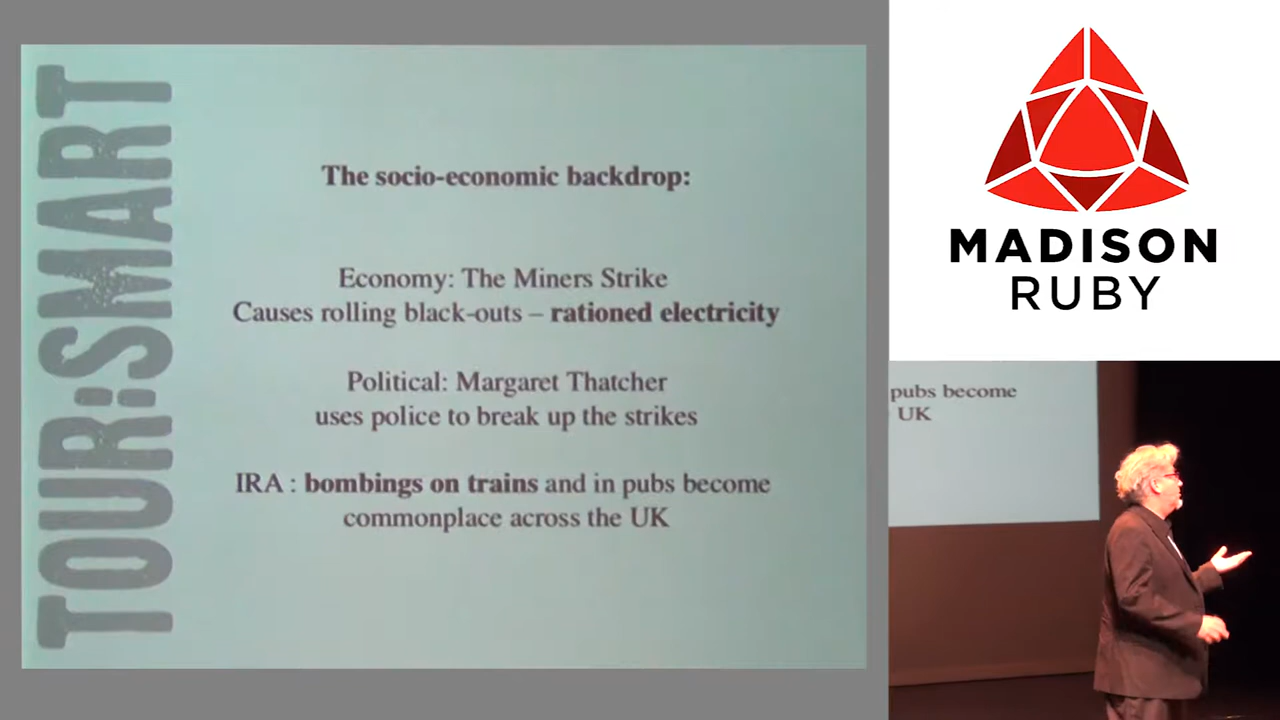 TOUR:SMART
The socio-economic backdrop:
Economy: The Miners Strike
Causes rolling black-outs – rationed electricity
Political: Margaret Thatcher
uses police to break up the strikes
IRA : bombings on trains and in pubs become
commonplace across the UK
MADISON
RUBY
pubs become
UK